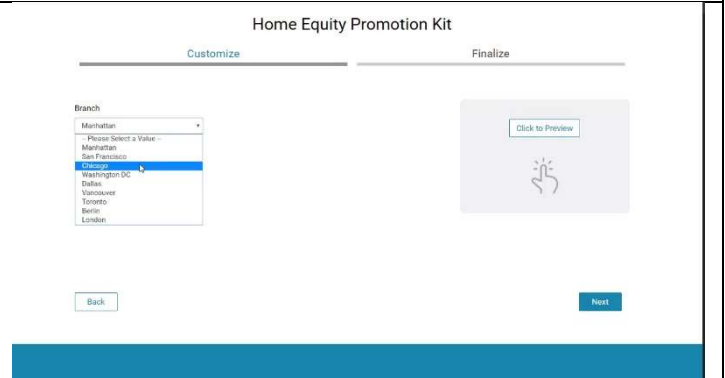 Home Equity Promotion Kit
Customize
Finalize
Branch
Manhattan
-- Please Select a Value --
Manhattan
San Francisco
Chicago
Washington DC
Dallas
Vancouver
Toronto
Berlin
London
Click to Preview
Back
Next